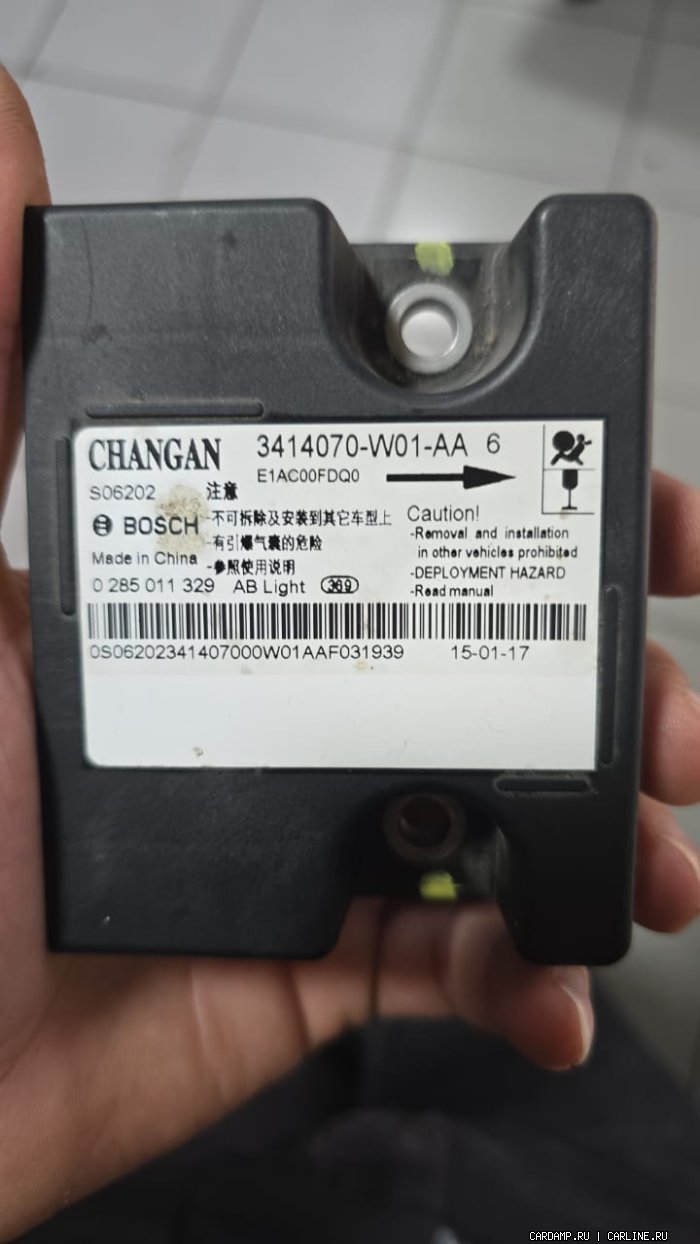 CHANGAN 3414070-W01-AA 6
E1AC00FDQ0
S06202 注意
BOSCH -不可拆除及安装到其它车型上
-有引爆气囊的危险
Made in China -参照使用说明
Caution!
-Removal and installation
in other vehicles prohibited
-DEPLOYMENT HAZARD
-Read manual
0 285 011 329 AB Light 369
0S06202341407000W01AAF031939 15-01-17
CARDAMP.RU | CARLINE.RU